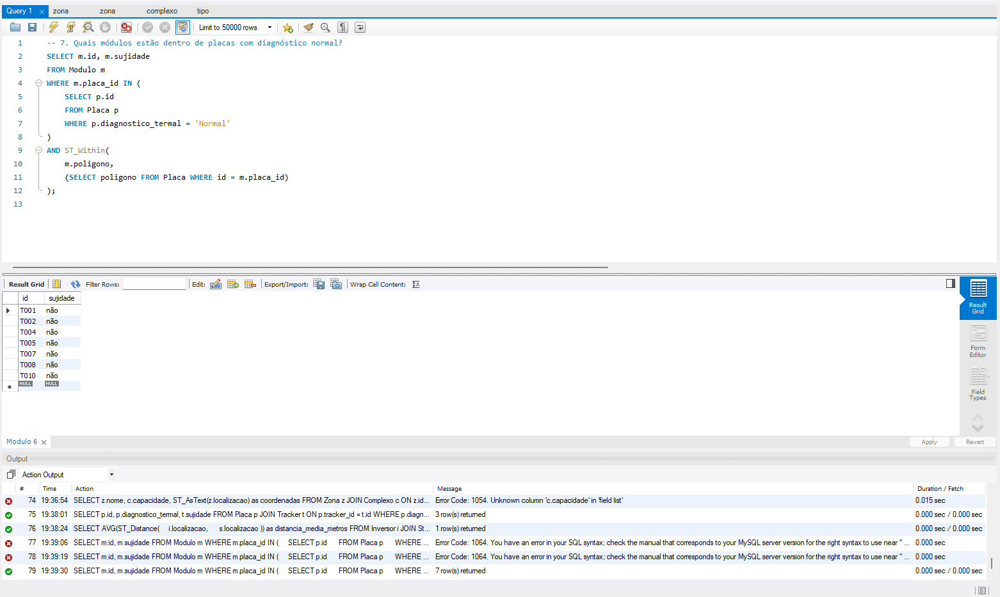 Query 1 zona zona complexo tipo
Limit to 50000 rows
1 -- 7. Quais módulos estão dentro de placas com diagnóstico normal?
2 SELECT m.id, m.sujidade
3 FROM Modulo m
4 WHERE m.placa_id IN (
5 SELECT p.id
6 FROM Placa p
7 WHERE p.diagnostico_termal = 'Normal'
8 )
9 AND ST_Within(
10 m.poligono,
11 (SELECT poligono FROM Placa WHERE id = m.placa_id)
12 );
13
Result Grid Filter Rows: Edit: Export/Import: Wrap Cell Content:
id sujidade
T001 não
T002 não
T004 não
T005 não
T007 não
T008 não
T010 não
NULL NULL
Result
Grid
Form
Editor
Field
Types
Modulo 6 Apply Revert
Output
Action Output
# Time Action Message Duration / Fetch
74 19:36:54 SELECT z.nome, c.capacidade, ST_AsText(z.localizacao) as coordenadas FROM Zona z JOIN Complexo c ON z.id... Error Code: 1054. Unknown column 'c.capacidade' in 'field list' 0.015 sec
75 19:38:01 SELECT p.id, p.diagnostico_termal, t.sujidade FROM Placa p JOIN Tracker t ON p.tracker_id = t.id WHERE p.diagn... 3 row(s) returned 0.000 sec / 0.000 sec
76 19:38:24 SELECT AVG(ST_Distance( i.localizacao, s.localizacao )) as distancia_media_metros FROM Inversor i JOIN St... 1 row(s) returned 0.000 sec / 0.000 sec
77 19:39:06 SELECT m.id, m.sujidade FROM Modulo m WHERE m.placa_id IN ( SELECT p.id FROM Placa p WHERE ... Error Code: 1064. You have an error in your SQL syntax; check the manual that corresponds to your MySQL server version for the right syntax to use near '' ... 0.000 sec
78 19:39:19 SELECT m.id, m.sujidade FROM Modulo m WHERE m.placa_id IN ( SELECT p.id FROM Placa p WHERE ... Error Code: 1064. You have an error in your SQL syntax; check the manual that corresponds to your MySQL server version for the right syntax to use near '' ... 0.000 sec
79 19:39:30 SELECT m.id, m.sujidade FROM Modulo m WHERE m.placa_id IN ( SELECT p.id FROM Placa p WHERE ... 7 row(s) returned 0.000 sec / 0.000 sec